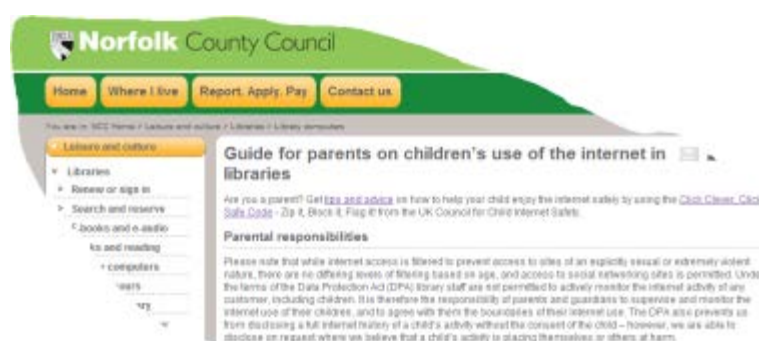 Norfolk County Council
Home Where I live Report. Apply. Pay Contact us
You are in: NCC Home / Leisure and culture / Libraries / Library computers
Leisure and culture
Libraries
Renew or sign in
Search and reserve
books and e-audio
ks and reading
computers
ours
ry
Guide for parents on children's use of the internet in
libraries
Are you a parent? Get tips and advice on how to help your child enjoy the internet safely by using the Click Clever, Click
Safe Code - Zip it, Block it, Flag it! from the UK Council for Child Internet Safety.
Parental responsibilities
Please note that while internet access is filtered to prevent access to sites of an explicitly sexual or extremely violent
nature, there are no differing levels of filtering based on age, and access to social networking sites is permitted. Unde
the terms of the Data Protection Act (DPA) library staff are not permitted to actively monitor the internet activity of any
customer, including children. It is therefore the responsibility of parents and guardians to supervise and monitor the
internet use of their children, and to agree with them the boundaries of their internet use. The DPA also prevents us
from disclosing a full internet history of a child's activity without the consent of the child – however, we are able to
disclose on request where we believe that a child's activity is placing themselves or others at harm.